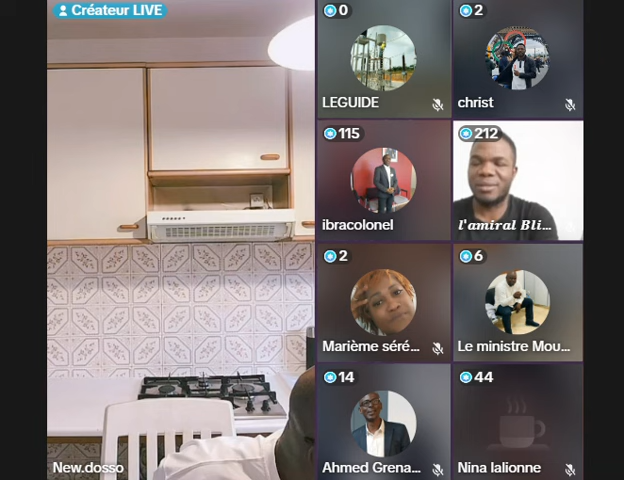 Créateur LIVE
New.dosso
0
LEGUIDE
2
christ
115
ibracolonel
212
l'amiral Bli...
2
Marième séré...
6
Le ministre Mou...
14
Ahmed Grena...
44
Nina lalionne